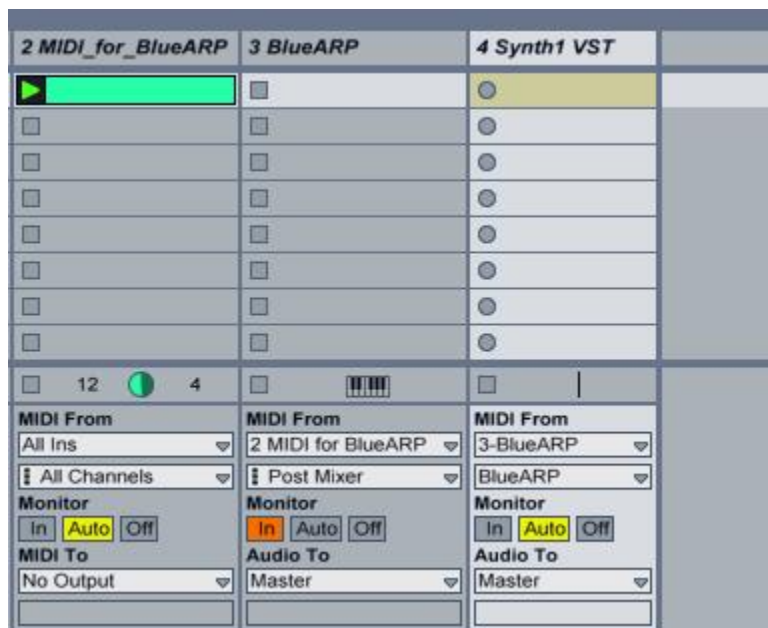 2 MIDI_for_BlueARP 3 BlueARP 4 Synth1 VST
12 4
MIDI From MIDI From MIDI From
All Ins 2 MIDI for BlueARP 3-BlueARP
All Channels Post Mixer BlueARP
Monitor Monitor Monitor
In Auto Off In Auto Off In Auto Off
MIDI To Audio To Audio To
No Output Master Master